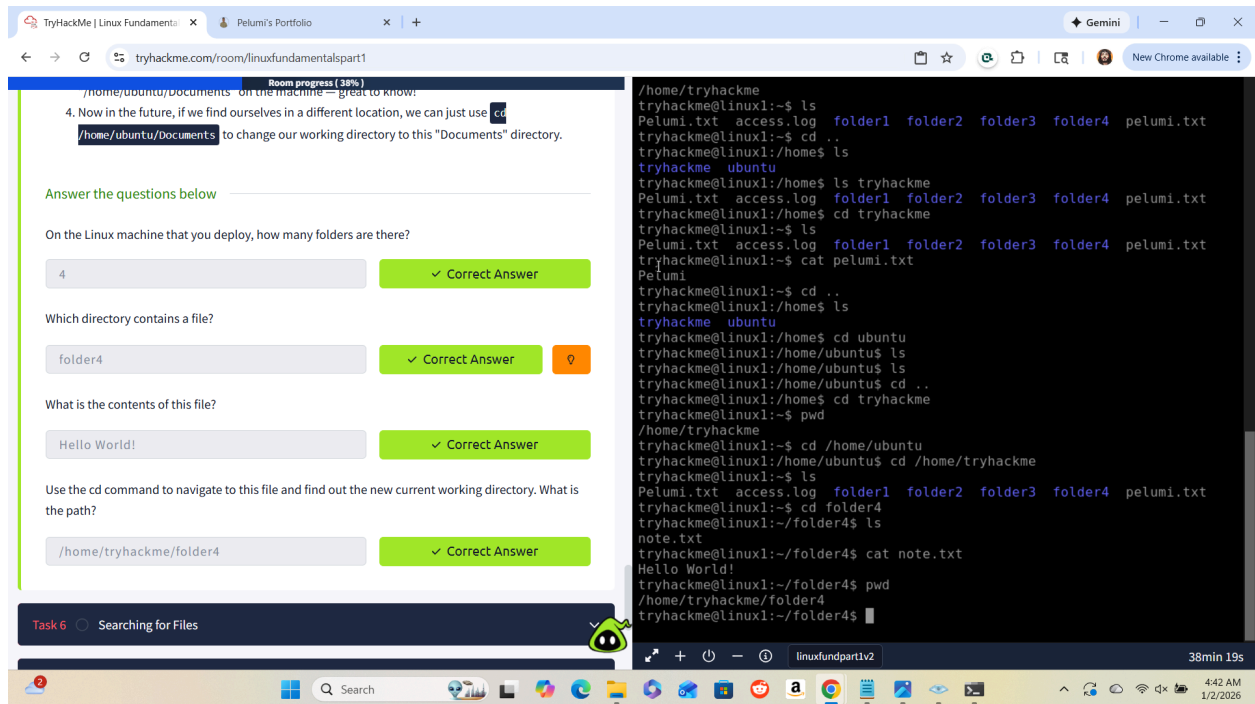 TryHackMe | Linux Fundamenta
Pelumi's Portfolio
Gemini
tryhackme.com/room/linuxfundamentalspart1
New Chrome available
Room progress ( 38% )
/home/ubuntu/Documents" on the machine — great to know!
4. Now in the future, if we find ourselves in a different location, we can just use cd
/home/ubuntu/Documents to change our working directory to this "Documents" directory.
Answer the questions below
On the Linux machine that you deploy, how many folders are there?
4
Correct Answer
Which directory contains a file?
folder4
Correct Answer
What is the contents of this file?
Hello World!
Correct Answer
Use the cd command to navigate to this file and find out the new current working directory. What is
the path?
/home/tryhackme/folder4
Correct Answer
Task 6 Searching for Files
/home/tryhackme
tryhackme@linux1:~$ ls
Pelumi.txt access.log folder1 folder2 folder3 folder4 pelumi.txt
tryhackme@linux1:~$ cd ..
tryhackme@linux1:/home$ ls
tryhackme ubuntu
tryhackme@linux1:/home$ ls tryhackme
Pelumi.txt access.log folder1 folder2 folder3 folder4 pelumi.txt
tryhackme@linux1:/home$ cd tryhackme
tryhackme@linux1:~$ ls
Pelumi.txt access.log folder1 folder2 folder3 folder4 pelumi.txt
tryhackme@linux1:~$ cat pelumi.txt
Pelumi
tryhackme@linux1:~$ cd ..
tryhackme@linux1:/home$ ls
tryhackme ubuntu
tryhackme@linux1:/home$ cd ubuntu
tryhackme@linux1:/home/ubuntu$ ls
tryhackme@linux1:/home/ubuntu$ ls
tryhackme@linux1:/home/ubuntu$ cd ..
tryhackme@linux1:/home$ cd tryhackme
tryhackme@linux1:~$ pwd
/home/tryhackme
tryhackme@linux1:~$ cd /home/ubuntu
tryhackme@linux1:/home/ubuntu$ cd /home/tryhackme
tryhackme@linux1:~$ ls
Pelumi.txt access.log folder1 folder2 folder3 folder4 pelumi.txt
tryhackme@linux1:~$ cd folder4
tryhackme@linux1:~/folder4$ ls
note.txt
tryhackme@linux1:~/folder4$ cat note.txt
Hello World!
tryhackme@linux1:~/folder4$ pwd
/home/tryhackme/folder4
tryhackme@linux1:~/folder4$
linuxfundpart1v2
38min 19s
2
Search
4:42 AM
1/2/2026